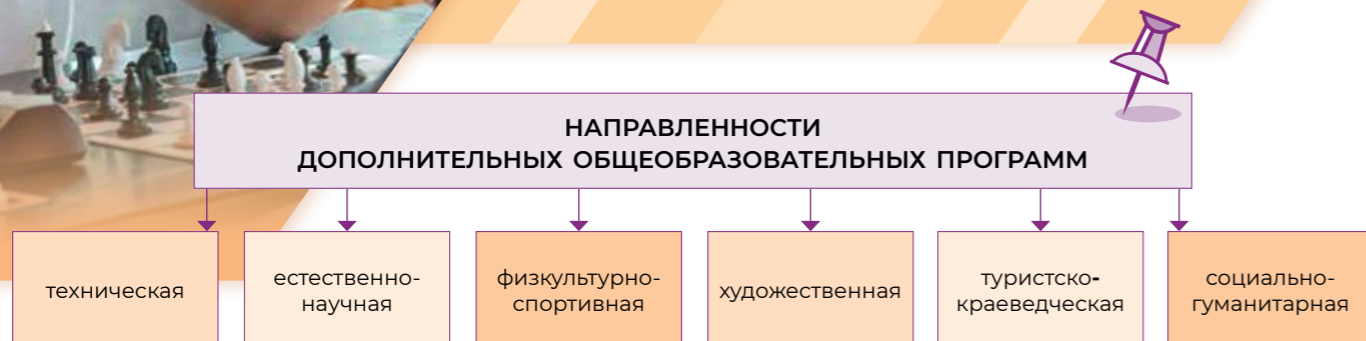 НАПРАВЛЕННОСТИ
ДОПОЛНИТЕЛЬНЫХ ОБЩЕОБРАЗОВАТЕЛЬНЫХ ПРОГРАММ
техническая
естественно-
научная
физкультурно-
спортивная
художественная
туристско-
краеведческая
социально-
гуманитарная